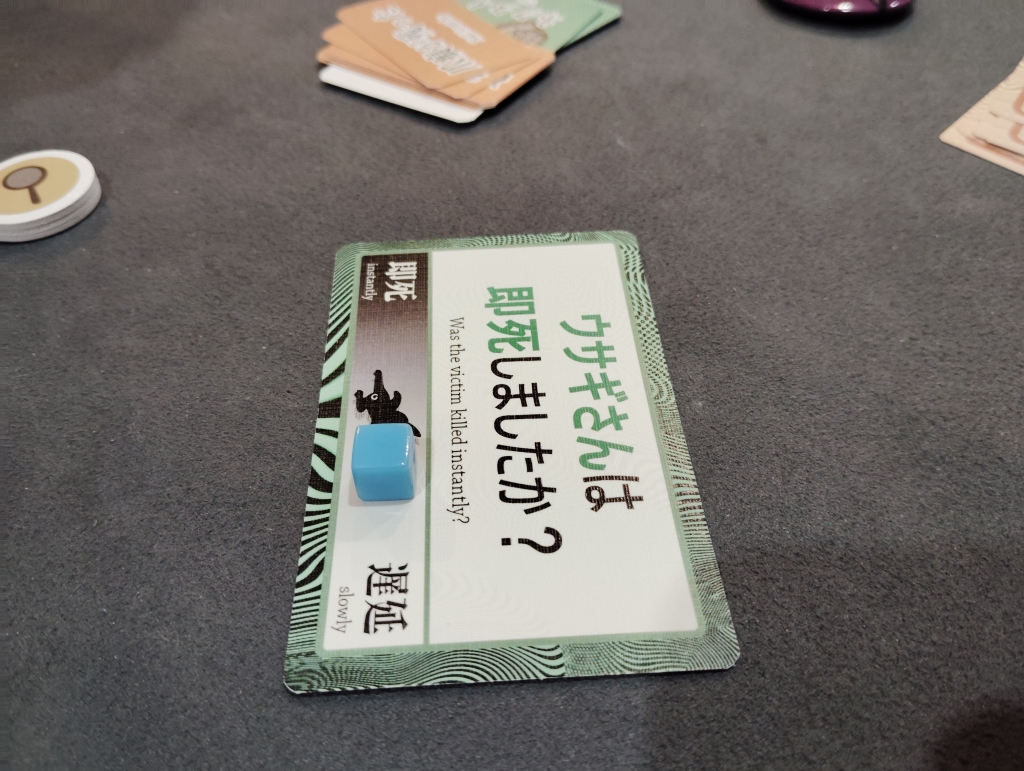 ウサギさんは
即死しましたか?
Was the victim killed instantly?
即死
instantly
遅延
slowly